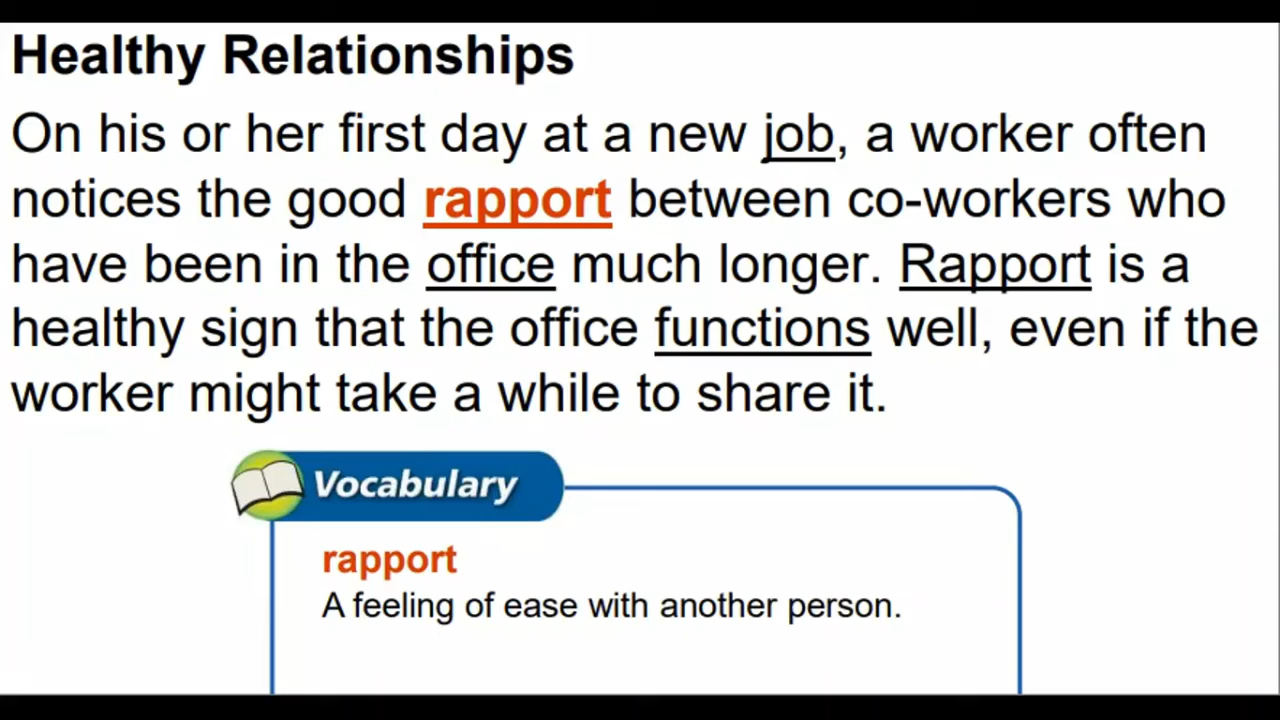 Healthy Relationships
On his or her first day at a new job, a worker often
notices the good rapport between co-workers who
have been in the office much longer. Rapport is a
healthy sign that the office functions well, even if the
worker might take a while to share it.
Vocabulary
rapport
A feeling of ease with another person.